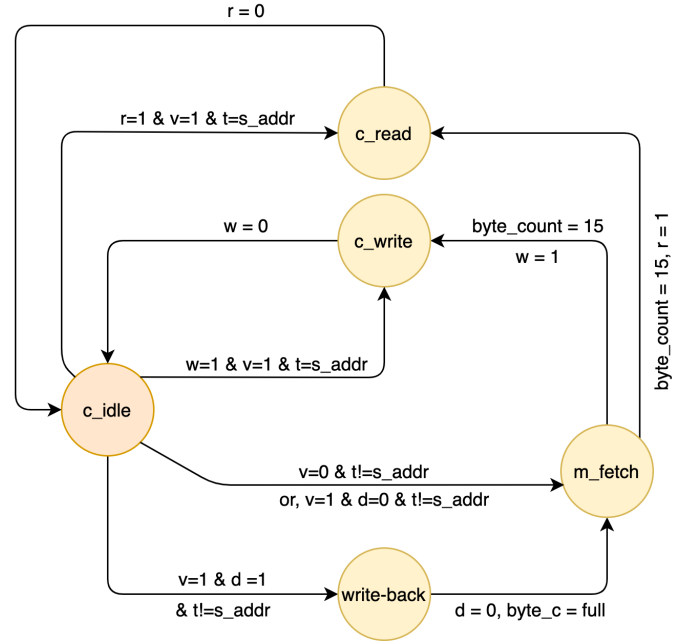 r = 0
r=1 & v=1 & t=s_addr
c_read
w = 0
c_write
byte_count = 15
w = 1
byte_count = 15, r = 1
w=1 & v=1 & t=s_addr
c_idle
v=0 & t!=s_addr
or, v=1 & d=0 & t!=s_addr
m_fetch
v=1 & d =1
& t!=s_addr
write-back
d = 0, byte_c = full